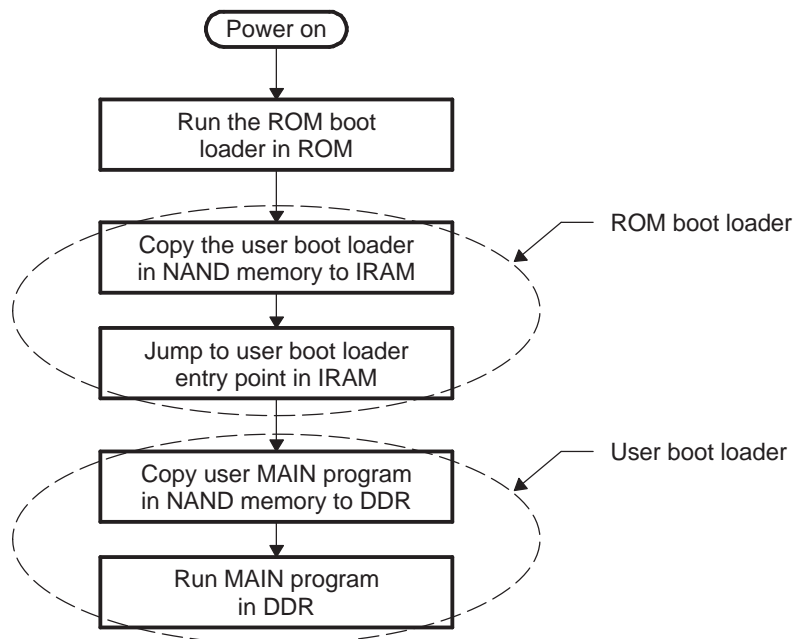 Power on
Run the ROM boot
loader in ROM
ROM boot loader
Copy the user boot loader
in NAND memory to IRAM
Jump to user boot loader
entry point in IRAM
User boot loader
Copy user MAIN program
in NAND memory to DDR
Run MAIN program
in DDR